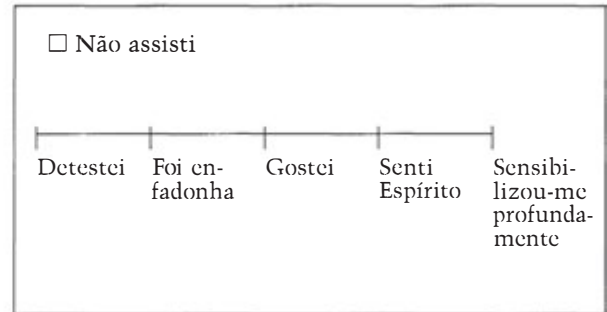 ☐ Não assisti
Detestei Foi en- Gostei Senti Sensibi-
fadonha Espírito lizou-me
profunda-
mente